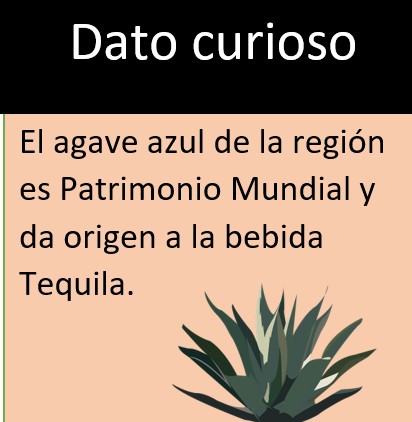 Dato curioso
El agave azul de la región
es Patrimonio Mundial y
da origen a la bebida
Tequila.